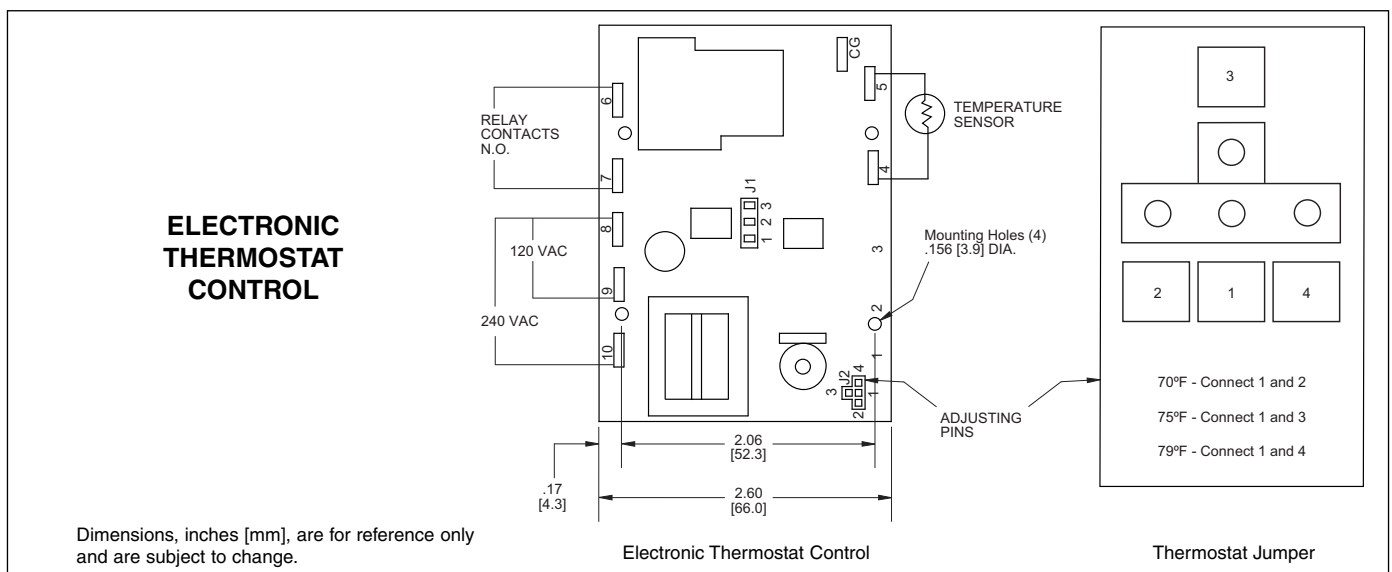 ELECTRONIC
THERMOSTAT
CONTROL
Dimensions, inches [mm], are for reference only
and are subject to change.
RELAY
CONTACTS
N.O.
120 VAC
240 VAC
6
7
8
9
10
CG
5
4
TEMPERATURE
SENSOR
J1
3
2
1
3
2
1
Mounting Holes (4)
.156 [3.9] DIA.
J2
4
3
1
2
ADJUSTING
PINS
2.06
[52.3]
.17
[4.3]
2.60
[66.0]
Electronic Thermostat Control
3
2
1
4
70ºF - Connect 1 and 2
75ºF - Connect 1 and 3
79ºF - Connect 1 and 4
Thermostat Jumper